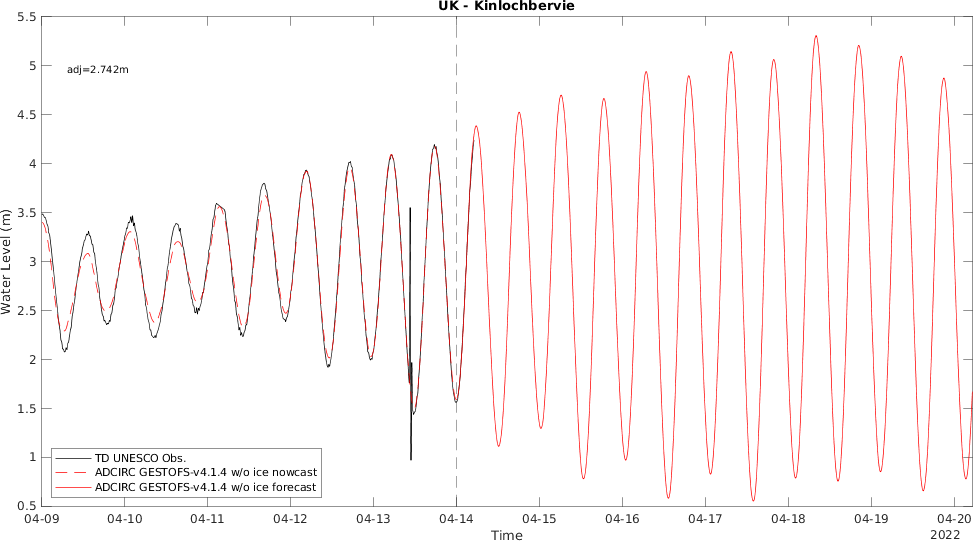 UK - Kinlochbervie
5.5
5
4.5
4
3.5
3
2.5
2
1.5
1
0.5
Water Level (m)
adj=2.742m
TD UNESCO Obs.
ADCIRC GESTOFS-v4.1.4 w/o ice nowcast
ADCIRC GESTOFS-v4.1.4 w/o ice forecast
04-09 04-10 04-11 04-12 04-13 04-14 04-15 04-16 04-17 04-18 04-19 04-20
Time
2022